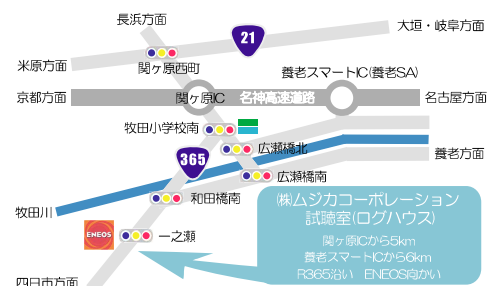 長浜方面
21
大垣・岐阜方面
米原方面
関ヶ原西町
養老スマートIC(養老SA)
京都方面
関ヶ原IC
名神高速道路
名古屋方面
牧田小学校南
広瀬橋北
養老方面
365
広瀬橋南
和田橋南
牧田川
ENEOS
一之瀬
(株)ムジカコーポレーション
試聴室(ログハウス)
関ヶ原ICから5km
養老スマートICから6km
R365沿い ENEOS向かい
四日市方面